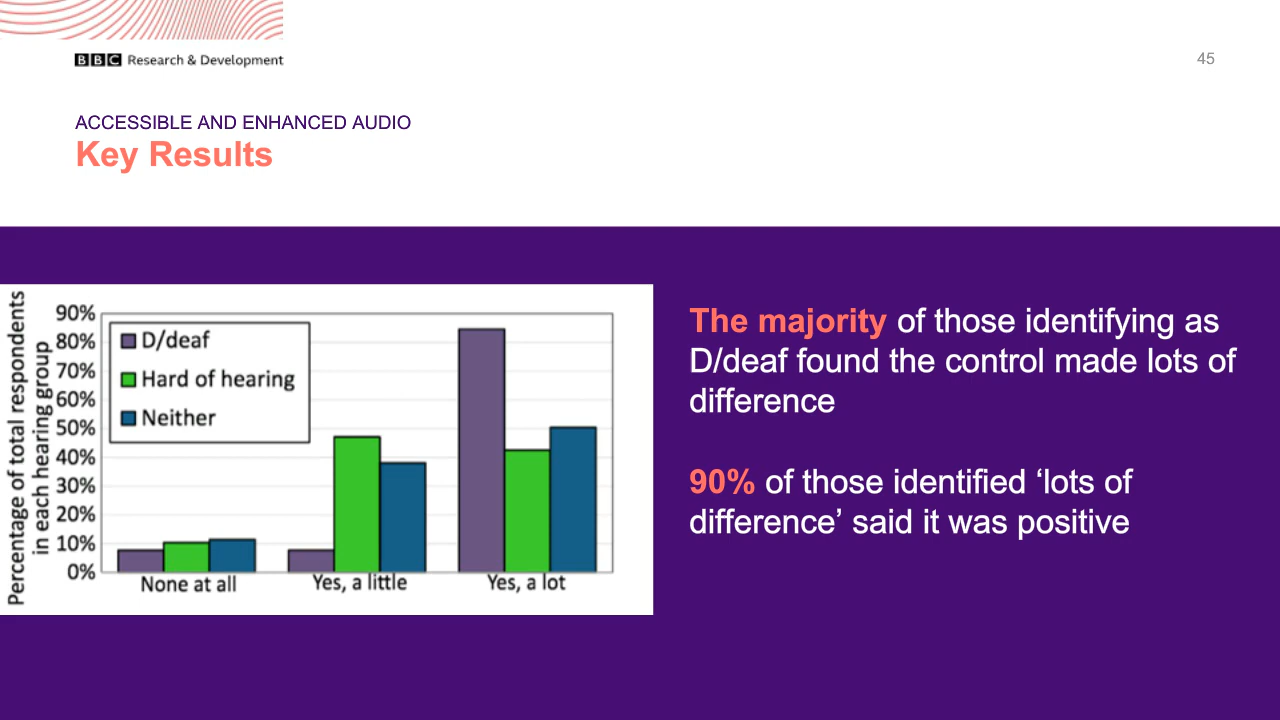 BBC Research & Development
45
ACCESSIBLE AND ENHANCED AUDIO
Key Results
Percentage of total respondents
in each hearing group
90%
80%
70%
60%
50%
40%
30%
20%
10%
0%
D/deaf
Hard of hearing
Neither
None at all
Yes, a little
Yes, a lot
The majority of those identifying as
D/deaf found the control made lots of
difference
90% of those identified ‘lots of
difference’ said it was positive